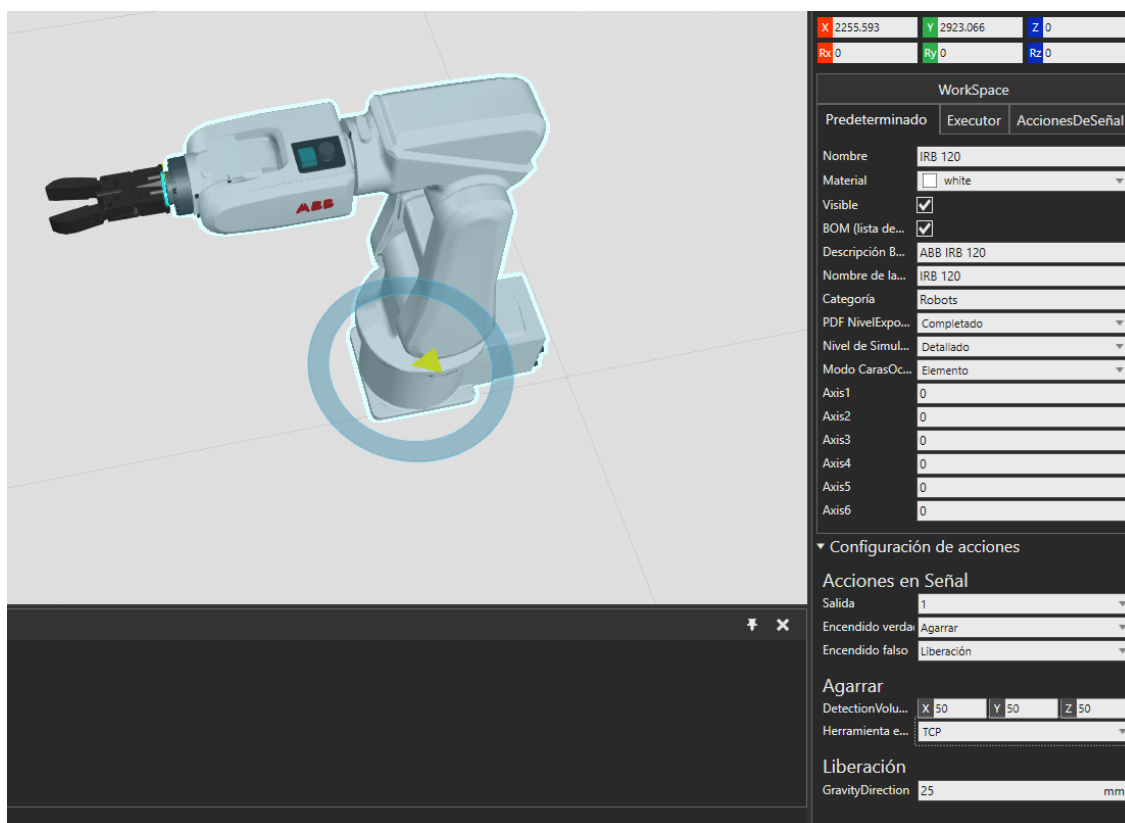 X 2255.593 Y 2923.066 Z 0
Rx 0 Ry 0 Rz 0
WorkSpace
Predeterminado Executor AccionesDeSeñal
Nombre IRB 120
Material white
Visible
BOM (lista de...
Descripción B... ABB IRB 120
Nombre de la... IRB 120
Categoría Robots
PDF NivelExpo... Completado
Nivel de Simul... Detallado
Modo CarasOc... Elemento
Axis1 0
Axis2 0
Axis3 0
Axis4 0
Axis5 0
Axis6 0
Configuración de acciones
Acciones en Señal
Salida 1
Encendido verda Agarrar
Encendido falso Liberación
Agarrar
DetectionVolu... X 50 Y 50 Z 50
Herramienta e... TCP
Liberación
GravityDirection 25 mm
ABB